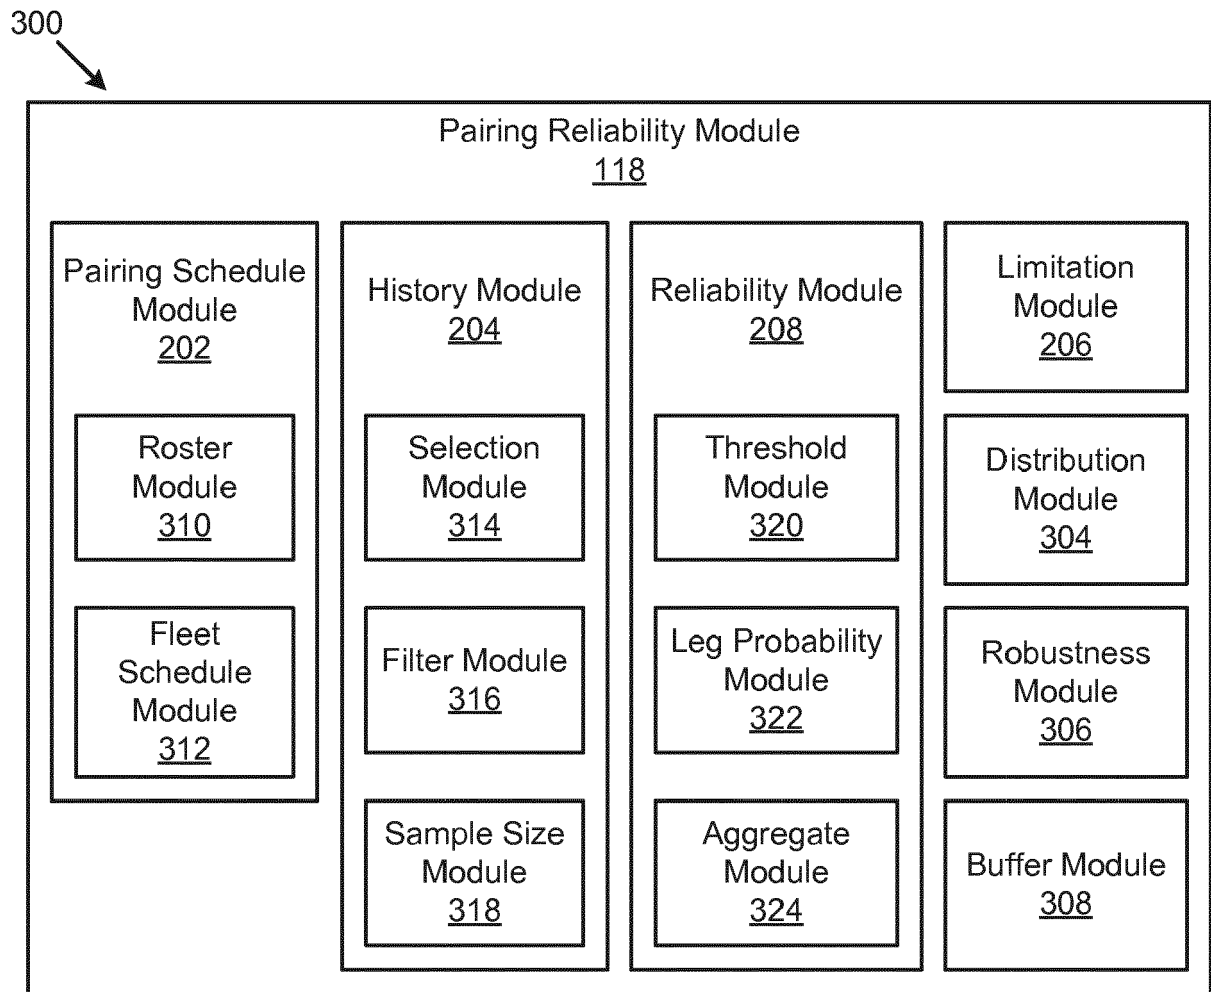 300
Pairing Reliability Module
118
Pairing Schedule
Module
202
Roster
Module
310
Fleet
Schedule
Module
312
History Module
204
Selection
Module
314
Filter Module
316
Sample Size
Module
318
Reliability Module
208
Threshold
Module
320
Leg Probability
Module
322
Aggregate
Module
324
Limitation
Module
206
Distribution
Module
304
Robustness
Module
306
Buffer Module
308